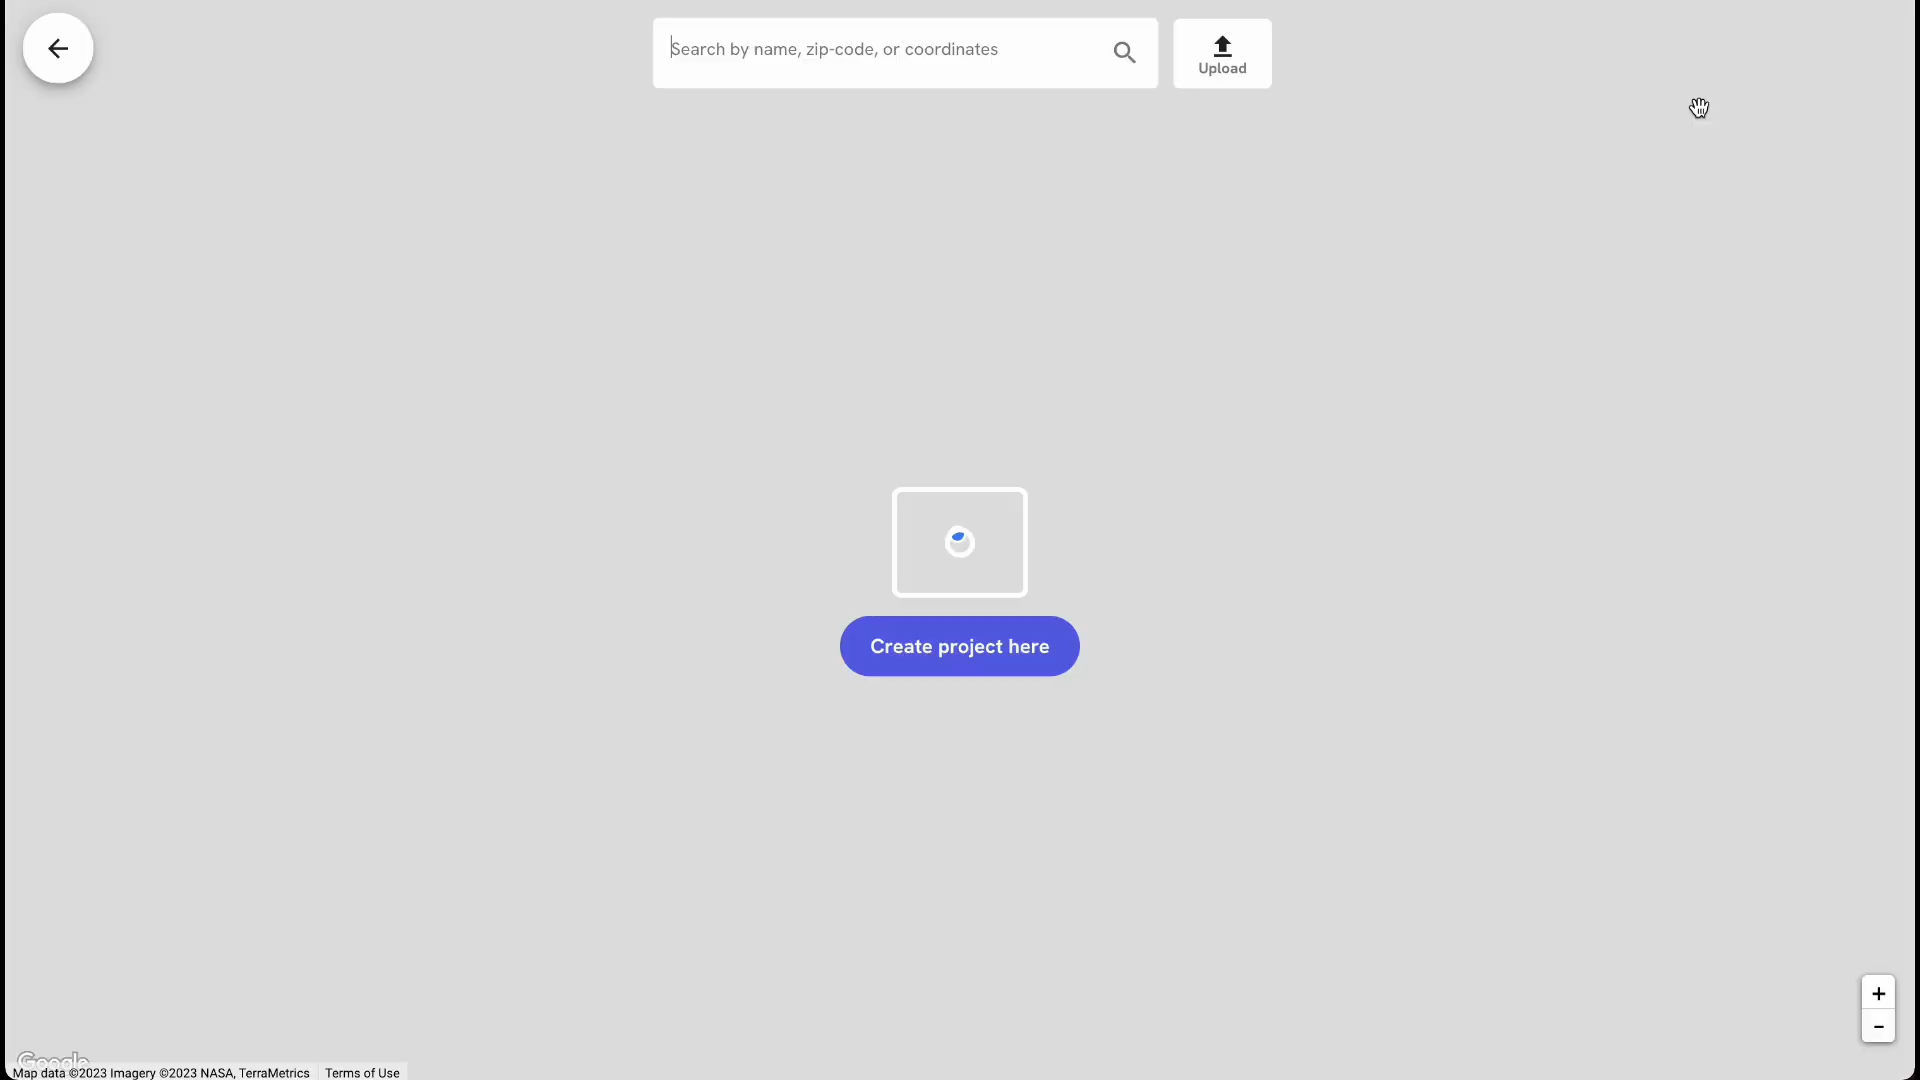 Search by name, zip-code, or coordinates
Upload
Create project here
+
-
Google
Map data ©2023 Imagery ©2023 NASA, TerraMetrics
Terms of Use